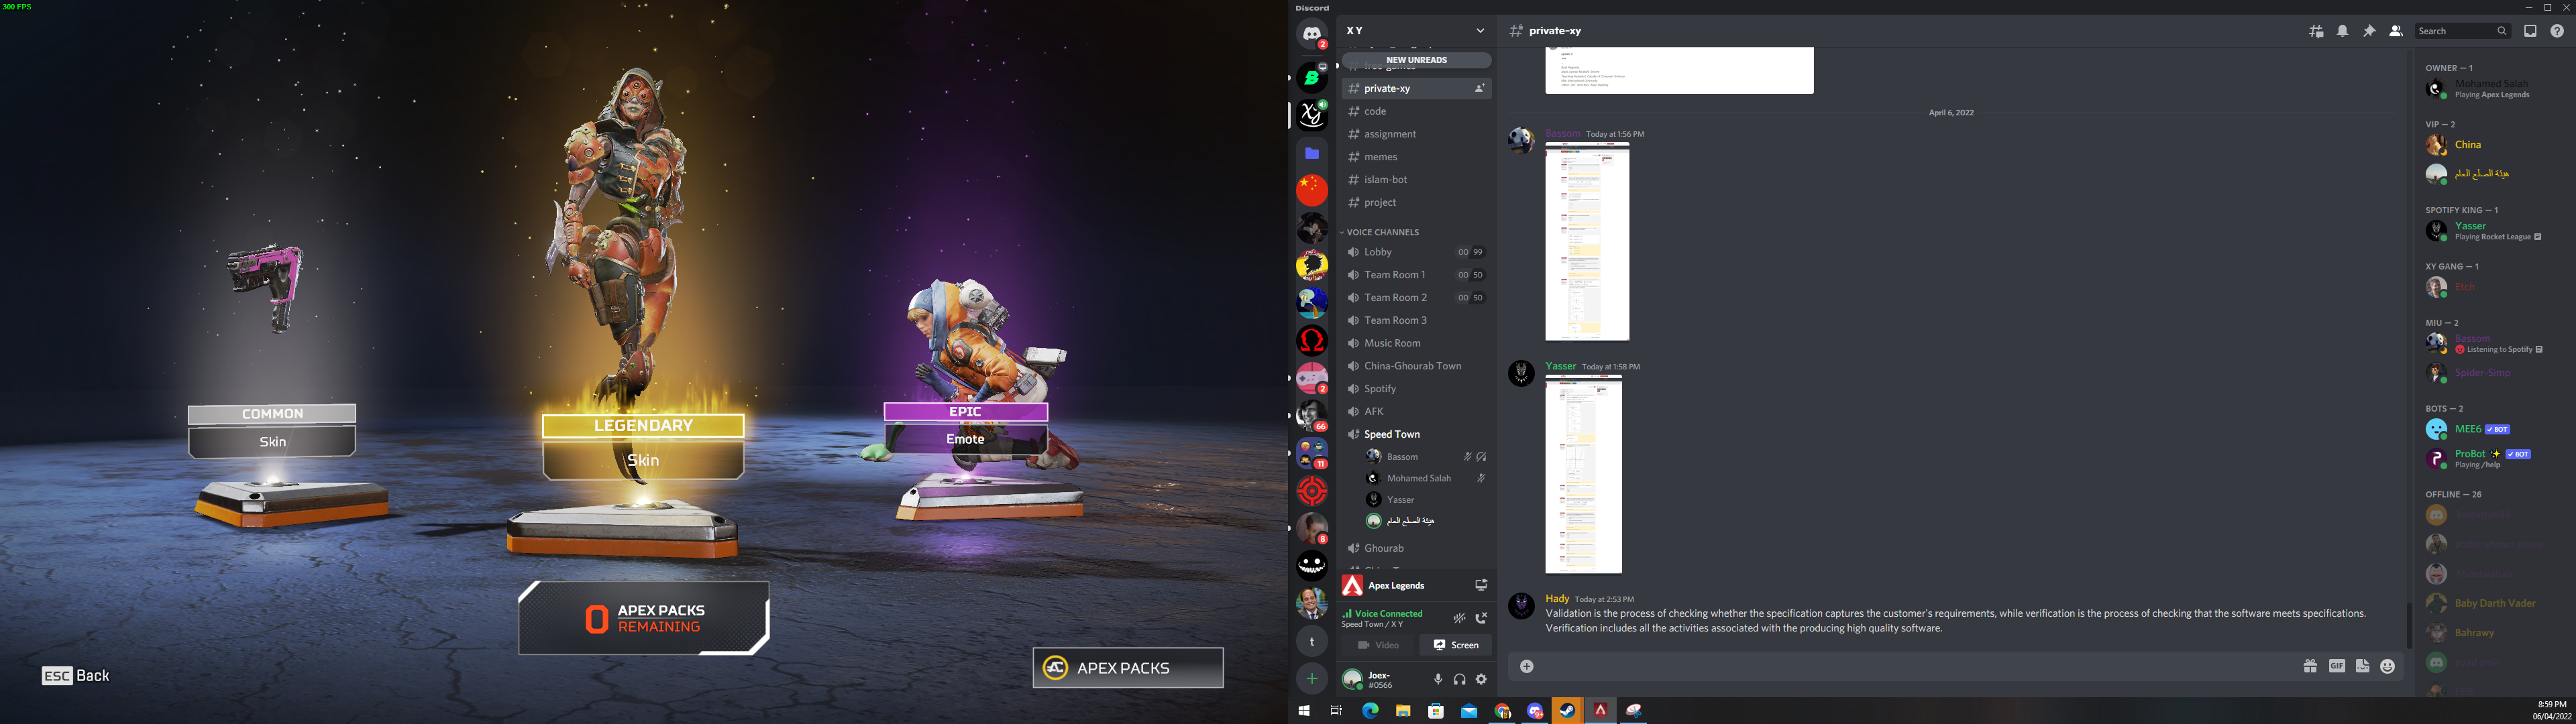 300 FPS
COMMON
Skin
LEGENDARY
Skin
EPIC
Emote
0
APEX PACKS
REMAINING
ESC Back
APEX PACKS
Discord
X Y
NEW UNREADS
private-xy
code
assignment
memes
islam-bot
project
VOICE CHANNELS
Lobby 00 99
Team Room 1 00 50
Team Room 2 00 50
Team Room 3
Music Room
China-Ghourab Town
Spotify
AFK
Speed Town
Bassom
Mohamed Salah
Yasser
هيئة الصلح العام
Ghourab
Apex Legends
Voice Connected
Speed Town / X Y
Video Screen
Joex-
#0566
2
2
66
11
8
t
private-xy
Search
April 6, 2022
Bassom Today at 1:56 PM
Yasser Today at 1:58 PM
Hady Today at 2:53 PM
Validation is the process of checking whether the specification captures the customer's requirements, while verification is the process of checking that the software meets specifications.
Verification includes all the activities associated with the producing high quality software.
GIF
OWNER — 1
Mohamed Salah
Playing Apex Legends
VIP — 2
China
هيئة الصلح العام
SPOTIFY KING — 1
Yasser
Playing Rocket League
XY GANG — 1
Etch
MIU — 2
Bassom
Listening to Spotify
Spider-Simp
BOTS — 2
MEE6 BOT
ProBot BOT
Playing /help
OFFLINE — 26
Baby Darth Vader
Bahrawy
8:59 PM
06/04/2022